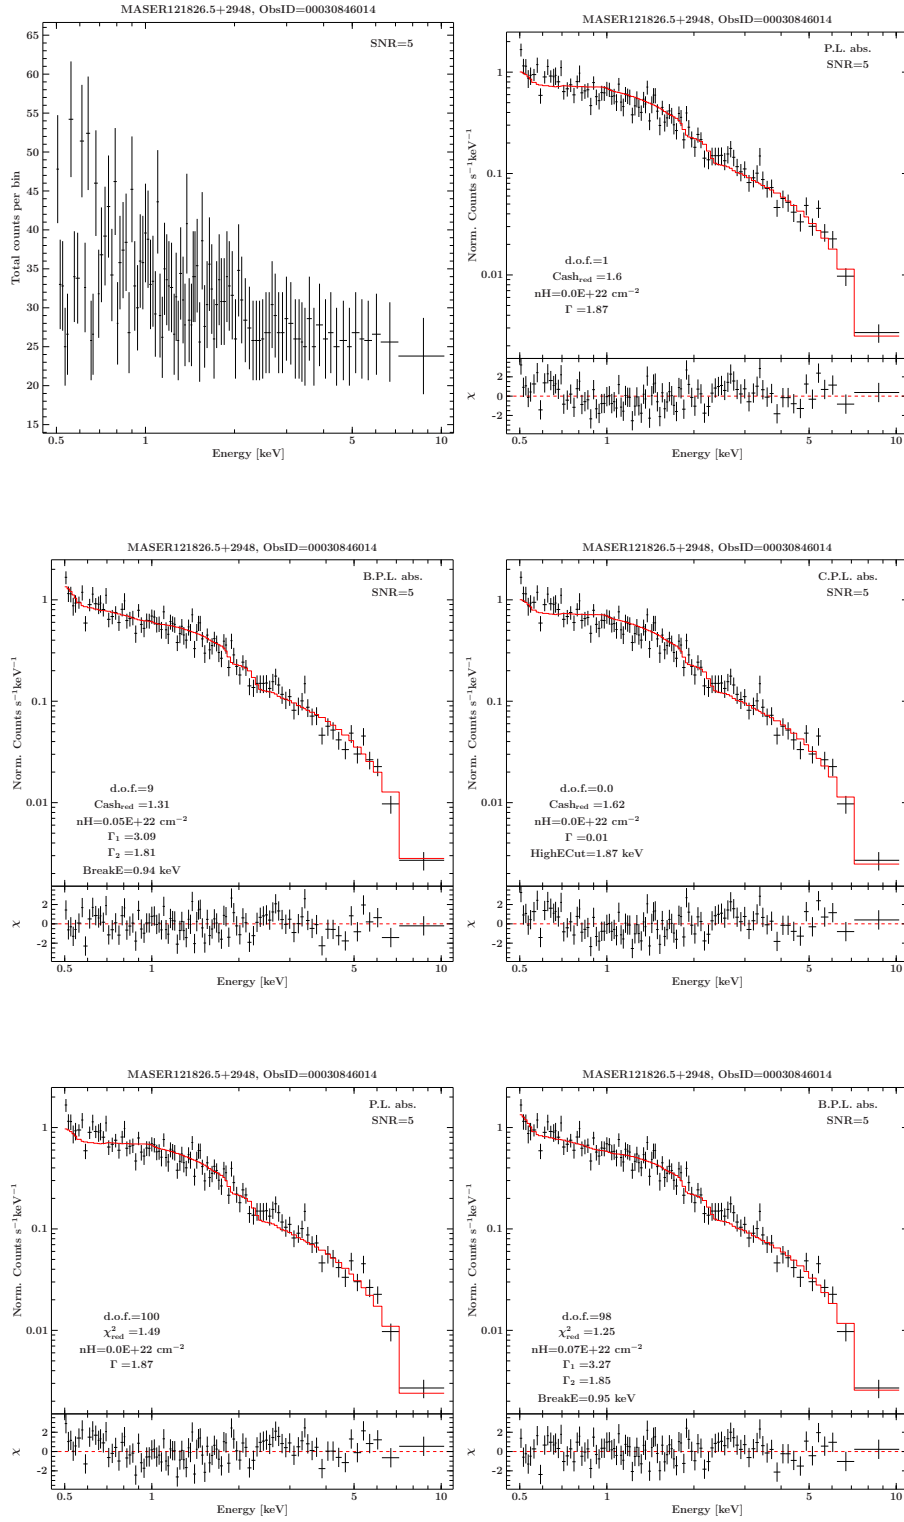 MASER121826.5+2948, ObsID=00030846014
SNR=5
Total counts per bin
65
60
55
50
45
40
35
30
25
20
15
0.5 1 5 10
Energy [keV]
MASER121826.5+2948, ObsID=00030846014
P.L. abs.
SNR=5
Norm. Counts s⁻¹keV⁻¹
1
0.1
0.01
d.o.f.=1
Cash_red =1.6
nH=0.0E+22 cm⁻²
Γ =1.87
χ
2
0
-2
0.5 1 2 5 10
Energy [keV]
MASER121826.5+2948, ObsID=00030846014
B.P.L. abs.
SNR=5
Norm. Counts s⁻¹keV⁻¹
1
0.1
0.01
d.o.f.=9
Cash_red =1.31
nH=0.05E+22 cm⁻²
Γ₁ =3.09
Γ₂ =1.81
BreakE=0.94 keV
χ
2
0
-2
0.5 1 2 5 10
Energy [keV]
MASER121826.5+2948, ObsID=00030846014
C.P.L. abs.
SNR=5
Norm. Counts s⁻¹keV⁻¹
1
0.1
0.01
d.o.f.=0.0
Cash_red =1.62
nH=0.0E+22 cm⁻²
Γ =0.01
HighECut=1.87 keV
χ
2
0
-2
0.5 1 2 5 10
Energy [keV]
MASER121826.5+2948, ObsID=00030846014
P.L. abs.
SNR=5
Norm. Counts s⁻¹keV⁻¹
1
0.1
0.01
d.o.f.=100
χ²_red =1.49
nH=0.0E+22 cm⁻²
Γ =1.87
χ
2
0
-2
0.5 1 2 5 10
Energy [keV]
MASER121826.5+2948, ObsID=00030846014
B.P.L. abs.
SNR=5
Norm. Counts s⁻¹keV⁻¹
1
0.1
0.01
d.o.f.=98
χ²_red =1.25
nH=0.07E+22 cm⁻²
Γ₁ =3.27
Γ₂ =1.85
BreakE=0.95 keV
χ
2
0
-2
0.5 1 2 5 10
Energy [keV]